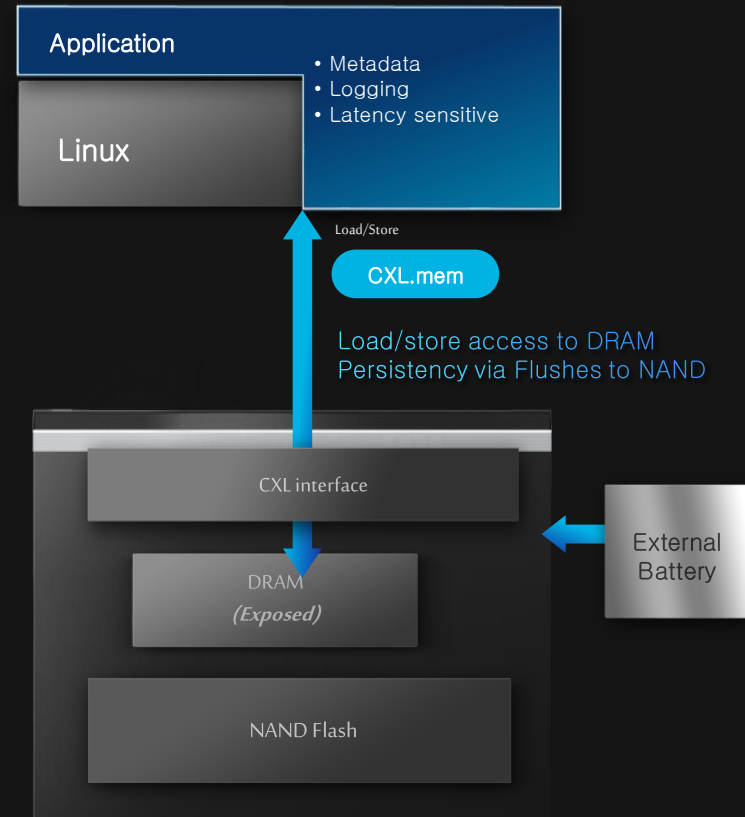 Application
• Metadata
• Logging
• Latency sensitive
Linux
Load/Store
CXL.mem
Load/store access to DRAM
Persistency via Flushes to NAND
CXL interface
External
Battery
DRAM
(Exposed)
NAND Flash